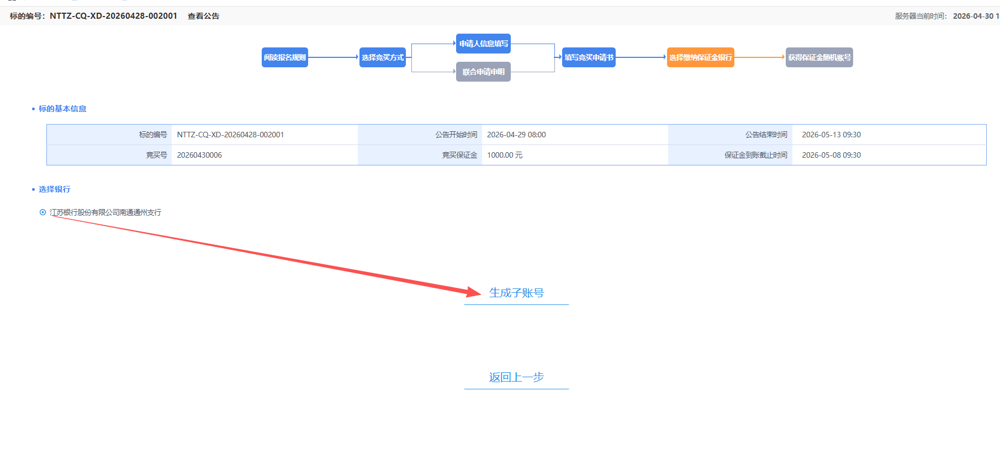 标的编号：NTTZ-CQ-XD-20260428-002001 查看公告 服务器当前时间： 2026-04-30 1
阅读报名规则 选择竞买方式 申请人信息填写 联合申请申明 填写竞买申请书 选择缴纳保证金银行 获得保证金随机账号
标的基本信息
标的编号 NTTZ-CQ-XD-20260428-002001 公告开始时间 2026-04-29 08:00 公告结束时间 2026-05-13 09:30
竞买号 20260430006 竞买保证金 1000.00 元 保证金到账截止时间 2026-05-08 09:30
选择银行
江苏银行股份有限公司南通通州支行
生成子账号
返回上一步